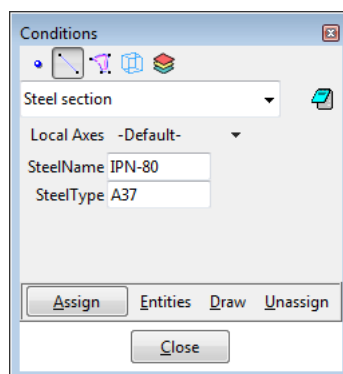 Conditions
Steel section
Local Axes -Default-
SteelName IPN-80
SteelType A37
Assign Entities Draw Unassign
Close